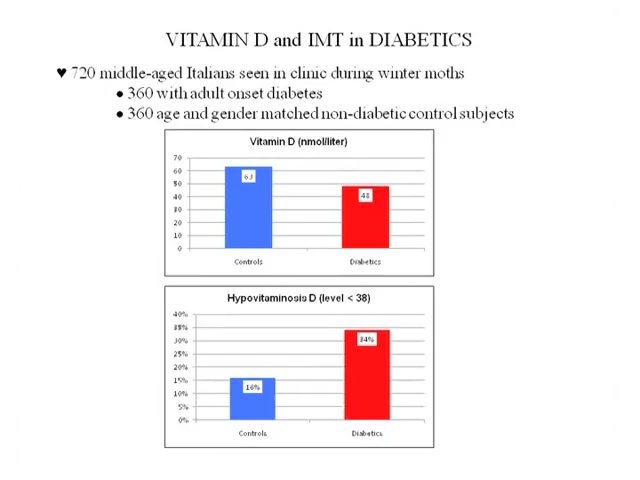 VITAMIN D and IMT in DIABETICS
♥ 720 middle-aged Italians seen in clinic during winter moths
● 360 with adult onset diabetes
● 360 age and gender matched non-diabetic control subjects
Vitamin D (nmol/liter)
70
60
50
40
30
20
10
0
63
48
Controls Diabetics
Hypovitaminosis D (level < 38)
40%
35%
30%
25%
20%
15%
10%
5%
0%
16%
34%
Controls Diabetics